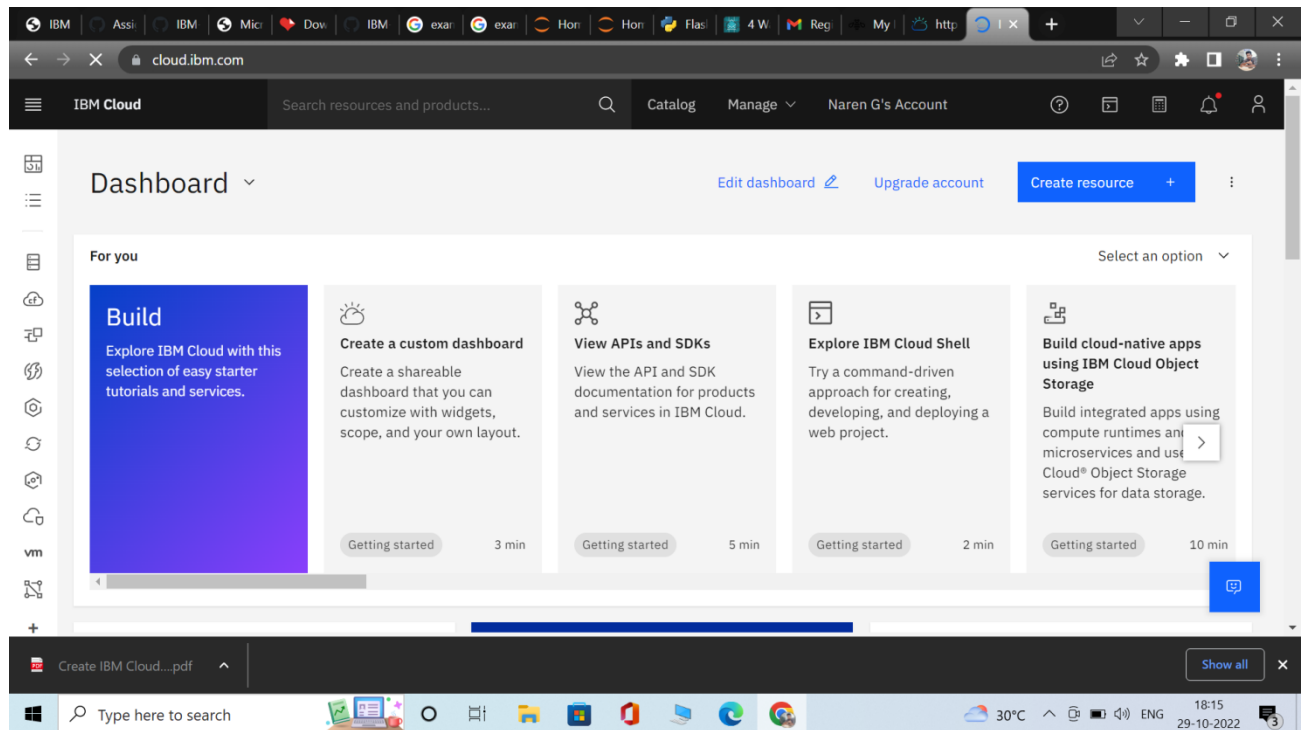 IBM
Assi
IBM
Micr
Dow
IBM
exar
exar
Hom
Hom
Flas
4 W
Regi
My
http
I
cloud.ibm.com
IBM Cloud
Search resources and products...
Catalog
Manage
Naren G's Account
Dashboard
Edit dashboard
Upgrade account
Create resource +
For you
Select an option
Build
Explore IBM Cloud with this
selection of easy starter
tutorials and services.
Create a custom dashboard
Create a shareable
dashboard that you can
customize with widgets,
scope, and your own layout.
Getting started
3 min
View APIs and SDKs
View the API and SDK
documentation for products
and services in IBM Cloud.
Getting started
5 min
Explore IBM Cloud Shell
Try a command-driven
approach for creating,
developing, and deploying a
web project.
Getting started
2 min
Build cloud-native apps
using IBM Cloud Object
Storage
Build integrated apps using
compute runtimes an
microservices and us
Cloud® Object Storage
services for data storage.
Getting started
10 min
cf
vm
Create IBM Cloud....pdf
Show all
Type here to search
30°C
ENG
18:15
29-10-2022
3